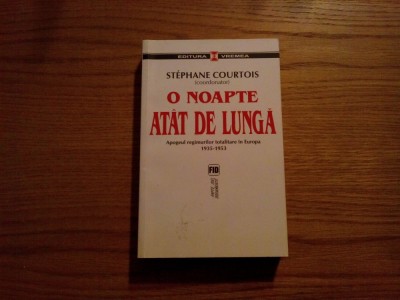 EDITURA VREMEA
STÉPHANE COURTOIS
(coordonator)
O NOAPTE
ATÂT DE LUNGĂ
Apogeul regimurilor totalitare în Europa
1935-1953
FID